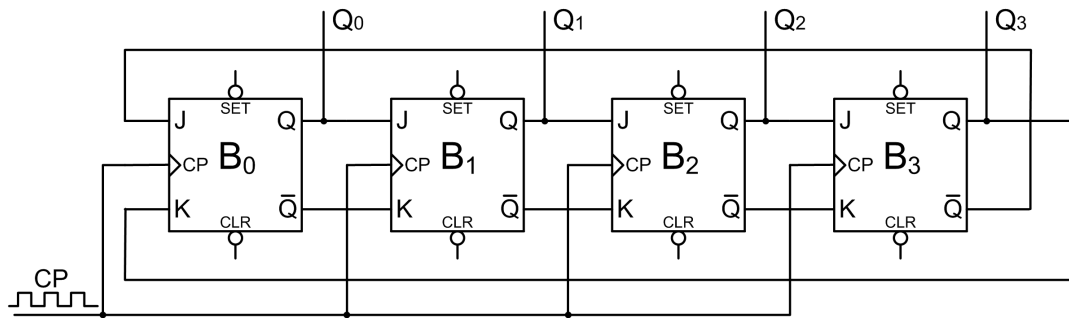 Q0 Q1 Q2 Q3
SET SET SET SET
J Q J Q J Q J Q
CP B0 CP B1 CP B2 CP B3
K Q̅ K Q̅ K Q̅ K Q̅
CLR CLR CLR CLR
CP